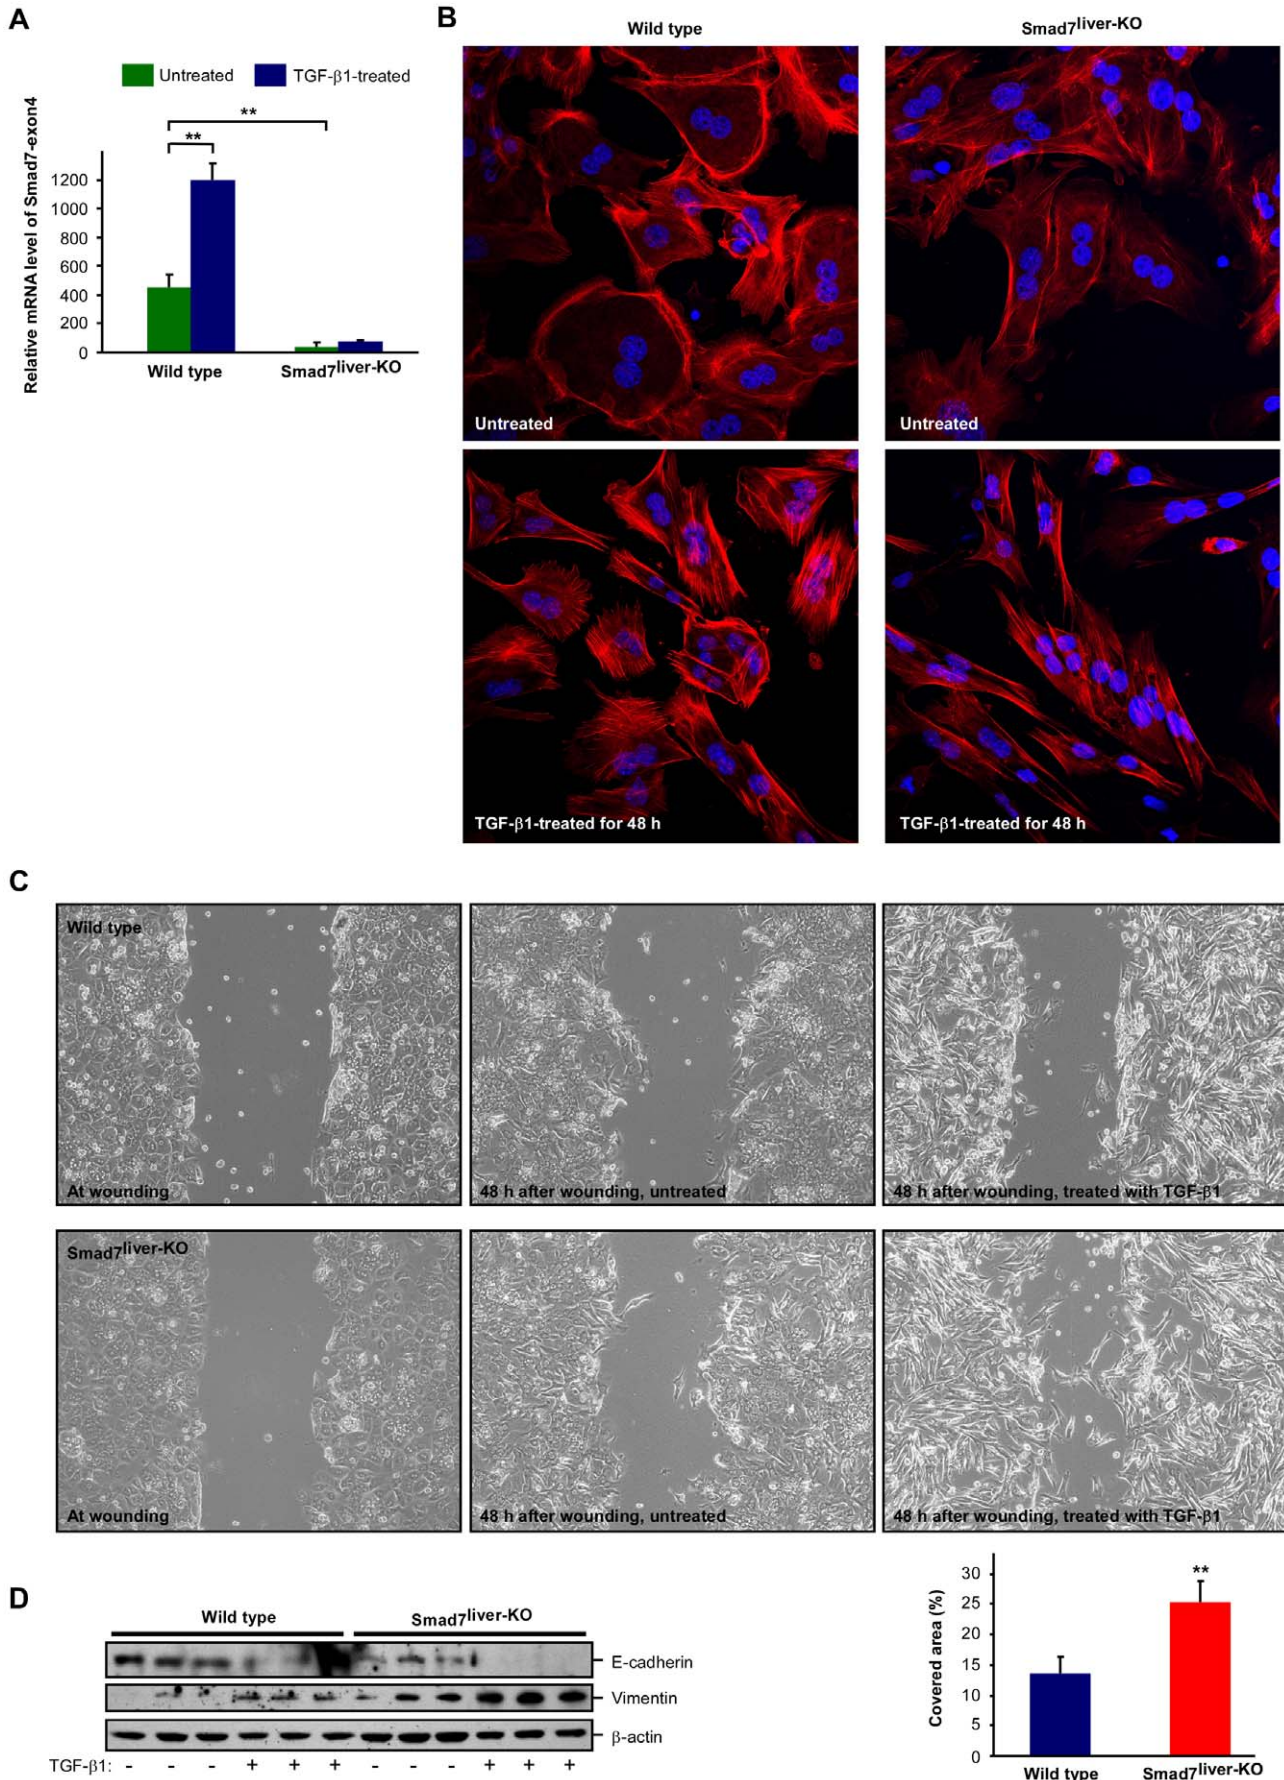 A
Untreated TGF-β1-treated
**
**
Relative mRNA level of Smad7-exon4
1200
1000
800
600
400
200
0
Wild type Smad7liver-KO
B
Wild type Smad7liver-KO
Untreated Untreated
TGF-β1-treated for 48 h TGF-β1-treated for 48 h
C
Wild type
At wounding 48 h after wounding, untreated 48 h after wounding, treated with TGF-β1
Smad7liver-KO
At wounding 48 h after wounding, untreated 48 h after wounding, treated with TGF-β1
D
Wild type Smad7liver-KO
E-cadherin
Vimentin
β-actin
TGF-β1: - - - + + + - - - + + +
**
Covered area (%)
30
25
20
15
10
5
0
Wild type Smad7liver-KO